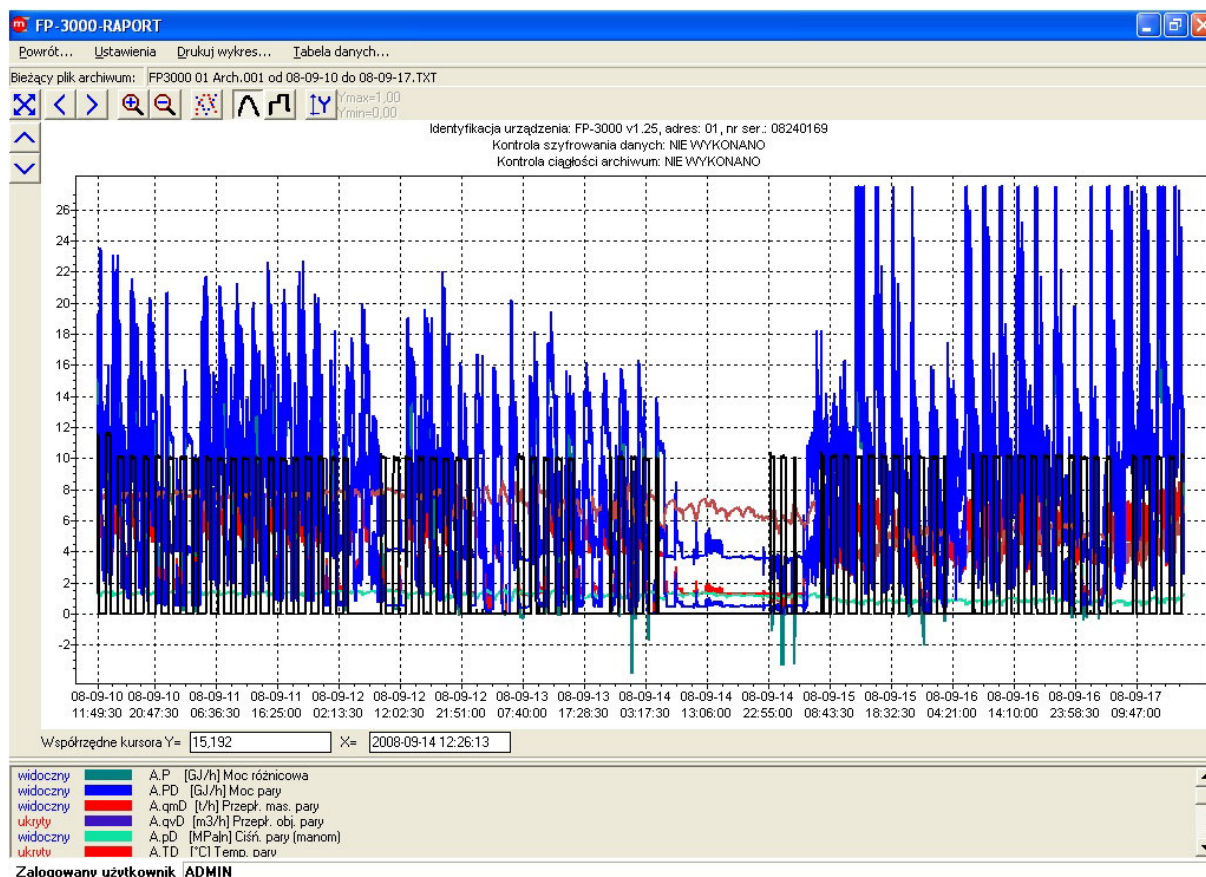 m FP-3000-RAPORT
Powrót... Ustawienia Drukuj wykres... Tabela danych...
Bieżący plik archiwum: FP3000 01 Arch.001 od 08-09-10 do 08-09-17.TXT
Y Ymax=1,00
Ymin=0,00
Identyfikacja urządzenia: FP-3000 v1.25, adres: 01, nr ser.: 08240169
Kontrola szyfrowania danych: NIE WYKONANO
Kontrola ciągłości archiwum: NIE WYKONANO
26
24
22
20
18
16
14
12
10
8
6
4
2
0
-2
08-09-10 08-09-10 08-09-11 08-09-11 08-09-12 08-09-12 08-09-12 08-09-13 08-09-13 08-09-14 08-09-14 08-09-14 08-09-15 08-09-15 08-09-16 08-09-16 08-09-16 08-09-17
11:49:30 20:47:30 06:36:30 16:25:00 02:13:30 12:02:30 21:51:00 07:40:00 17:28:30 03:17:30 13:06:00 22:55:00 08:43:30 18:32:30 04:21:00 14:10:00 23:58:30 09:47:00
Współrzędne kursora Y= 15,192 X= 2008-09-14 12:26:13
widoczny A.P [GJ/h] Moc różnicowa
widoczny A.PD [GJ/h] Moc pary
widoczny A.qmD [t/h] Przepł. mas. pary
ukryty A.qvD [m3/h] Przepł. obj. pary
widoczny A.pD [MPa|n] Ciśń. pary (manom)
ukryty A.TD [°C] Temp. pary
Zalogowany użytkownik ADMIN